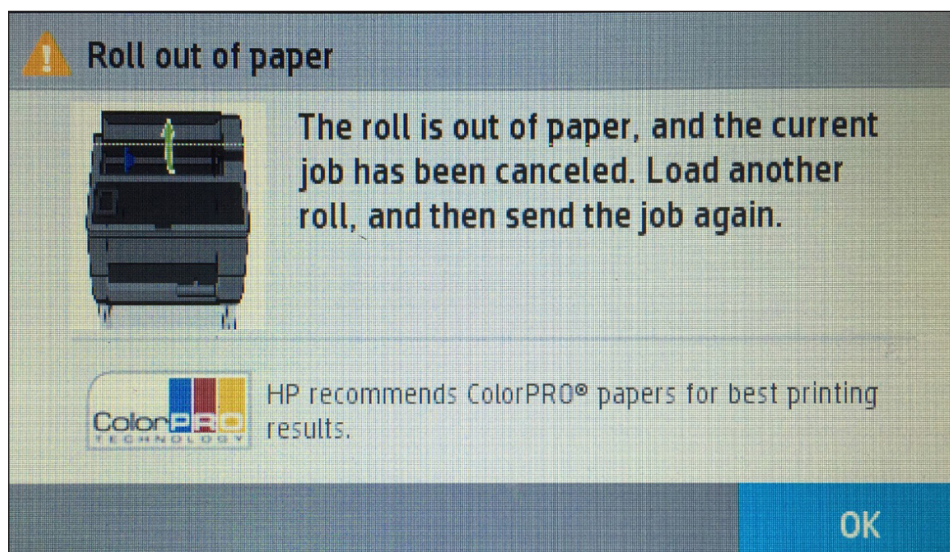 Roll out of paper
The roll is out of paper, and the current
job has been canceled. Load another
roll, and then send the job again.
ColorPRO
TECHNOLOGY
HP recommends ColorPRO® papers for best printing
results.
OK